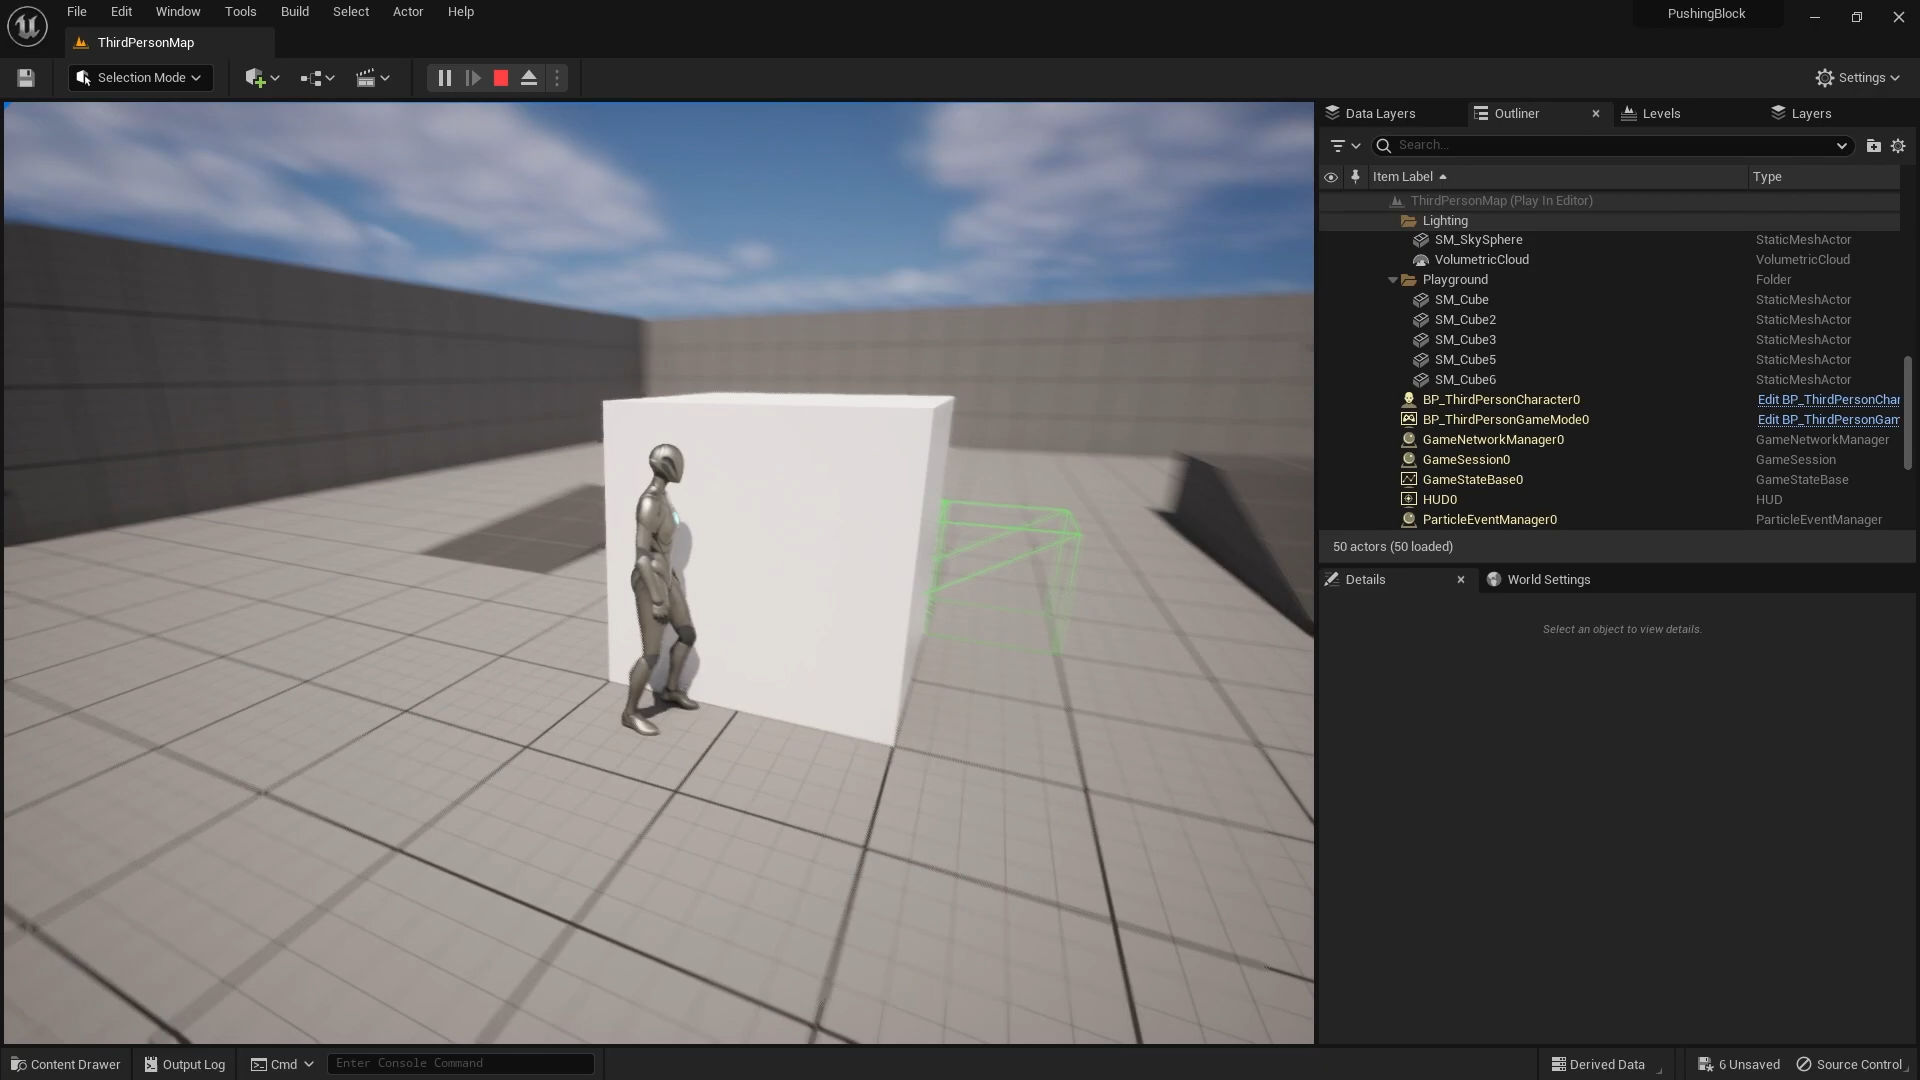 File Edit Window Tools Build Select Actor Help
PushingBlock
ThirdPersonMap
Selection Mode
Settings
Data Layers
Outliner
Levels
Layers
Search...
Item Label
Type
ThirdPersonMap (Play In Editor)
Lighting
SM_SkySphere StaticMeshActor
VolumetricCloud VolumetricCloud
Playground Folder
SM_Cube StaticMeshActor
SM_Cube2 StaticMeshActor
SM_Cube3 StaticMeshActor
SM_Cube5 StaticMeshActor
SM_Cube6 StaticMeshActor
BP_ThirdPersonCharacter0 Edit BP_ThirdPersonChar
BP_ThirdPersonGameMode0 Edit BP_ThirdPersonGam
GameNetworkManager0 GameNetworkManager
GameSession0 GameSession
GameStateBase0 GameStateBase
HUD0 HUD
ParticleEventManager0 ParticleEventManager
50 actors (50 loaded)
Details
World Settings
Select an object to view details.
Content Drawer
Output Log
Cmd
Enter Console Command
Derived Data
6 Unsaved
Source Control